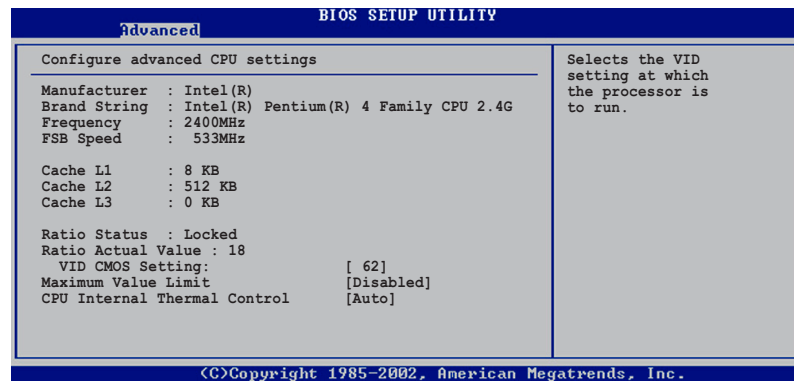 BIOS SETUP UTILITY
Advanced
Configure advanced CPU settings
Manufacturer : Intel(R)
Brand String : Intel(R) Pentium(R) 4 Family CPU 2.4G
Frequency : 2400MHz
FSB Speed : 533MHz
Cache L1 : 8 KB
Cache L2 : 512 KB
Cache L3 : 0 KB
Ratio Status : Locked
Ratio Actual Value : 18
VID CMOS Setting: [ 62]
Maximum Value Limit [Disabled]
CPU Internal Thermal Control [Auto]
Selects the VID
setting at which
the processor is
to run.
(C)Copyright 1985-2002, American Megatrends, Inc.